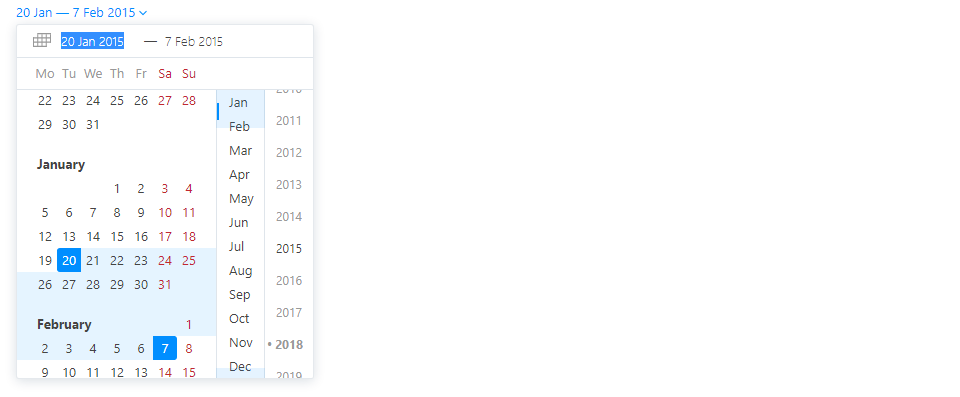 20 Jan — 7 Feb 2015
20 Jan 2015 — 7 Feb 2015
Mo Tu We Th Fr Sa Su
22 23 24 25 26 27 28
29 30 31
January
1 2 3 4
5 6 7 8 9 10 11
12 13 14 15 16 17 18
19 20 21 22 23 24 25
26 27 28 29 30 31
February 1
2 3 4 5 6 7 8
9 10 11 12 13 14 15
Jan
Feb
Mar
Apr
May
Jun
Jul
Aug
Sep
Oct
Nov
Dec
2010
2011
2012
2013
2014
2015
2016
2017
• 2018
2019